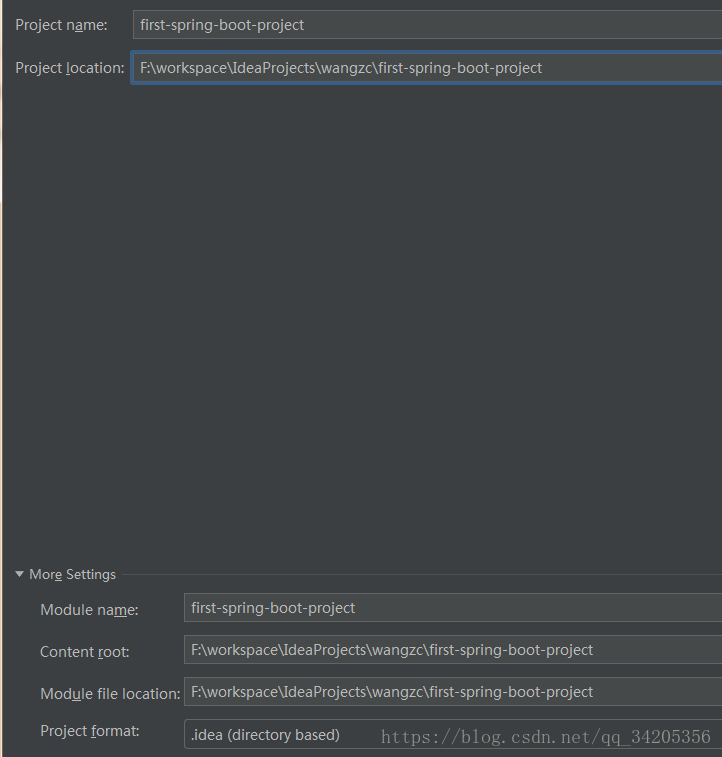 Project name: first-spring-boot-project
Project location: F:\workspace\IdeaProjects\wangzc\first-spring-boot-project
More Settings
Module name: first-spring-boot-project
Content root: F:\workspace\IdeaProjects\wangzc\first-spring-boot-project
Module file location: F:\workspace\IdeaProjects\wangzc\first-spring-boot-project
Project format: .idea (directory based) https://blog.csdn.net/qq_34205356